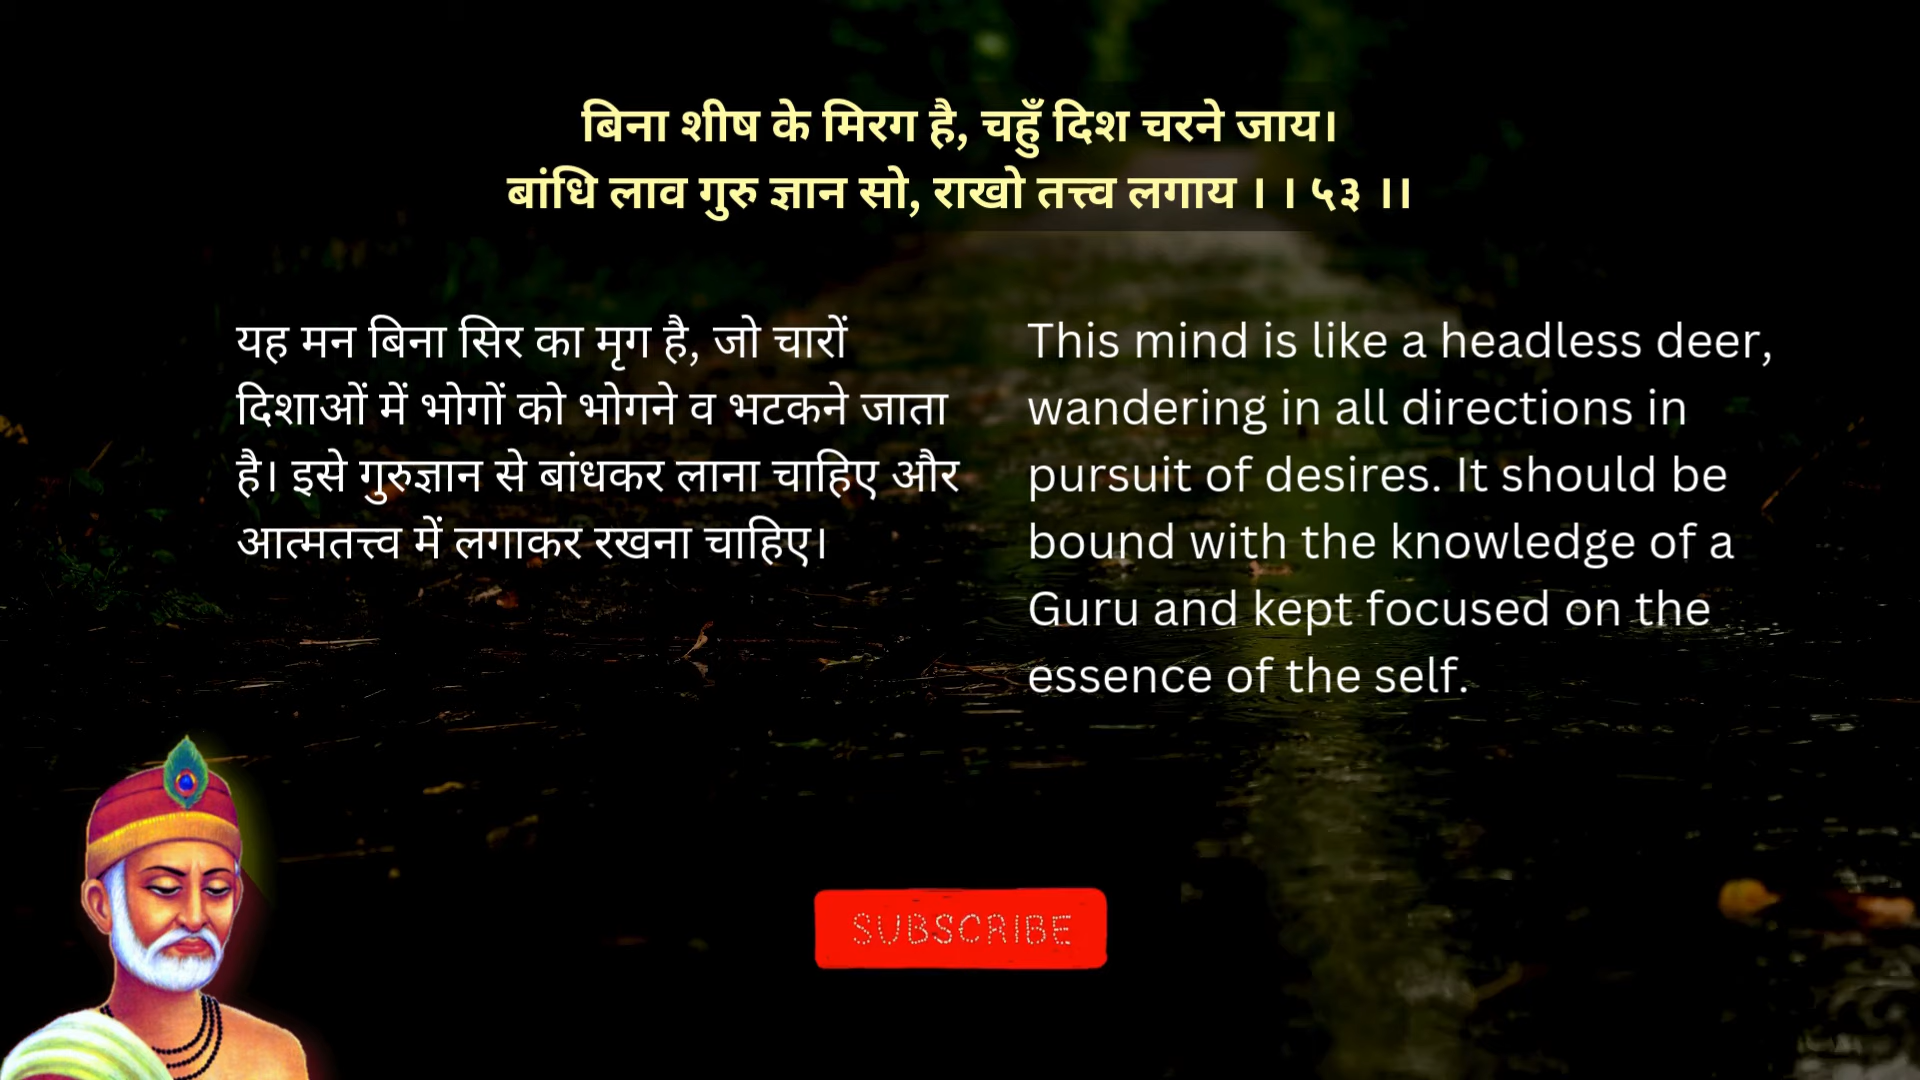 बिना शीष के मिरग है, चहुँ दिश चरने जाय।
बांधि लाव गुरु ज्ञान सो, राखो तत्त्व लगाय । । ५३ ।।
यह मन बिना सिर का मृग है, जो चारों
दिशाओं में भोगों को भोगने व भटकने जाता
है। इसे गुरुज्ञान से बांधकर लाना चाहिए और
आत्मतत्त्व में लगाकर रखना चाहिए।
This mind is like a headless deer,
wandering in all directions in
pursuit of desires. It should be
bound with the knowledge of a
Guru and kept focused on the
essence of the self.
SUBSCRIBE